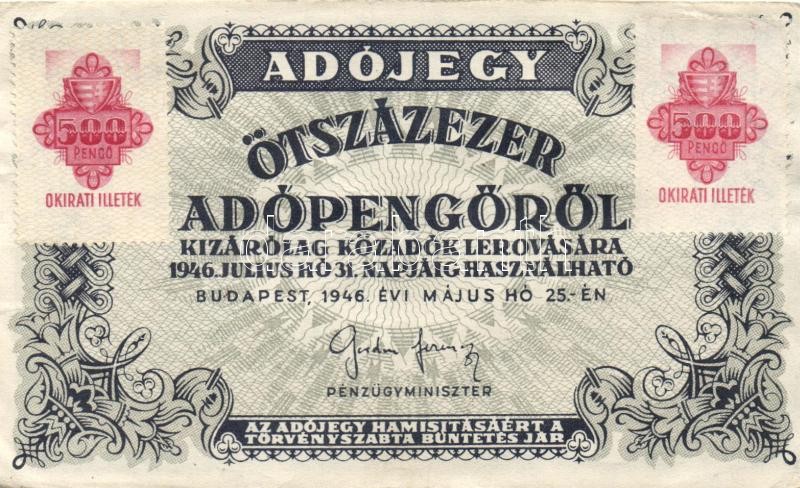 ADÓJEGY
500
PENGŐ
OKIRATI ILLETÉK
500
PENGŐ
OKIRATI ILLETÉK
ÖTSZÁZEZER
ADÓPENGŐRŐL
KIZÁRÓLAG KÖZADÓK LEROVÁSÁRA
1946. JULIUS HÓ 31. NAPJÁIG HASZNÁLHATÓ
BUDAPEST, 1946. ÉVI MÁJUS HÓ 25.-ÉN
PÉNZÜGYMINISZTER
AZ ADÓJEGY HAMISITÁSÁÉRT A
TÖRVÉNYSZABTA BÜNTETÉS JÁR